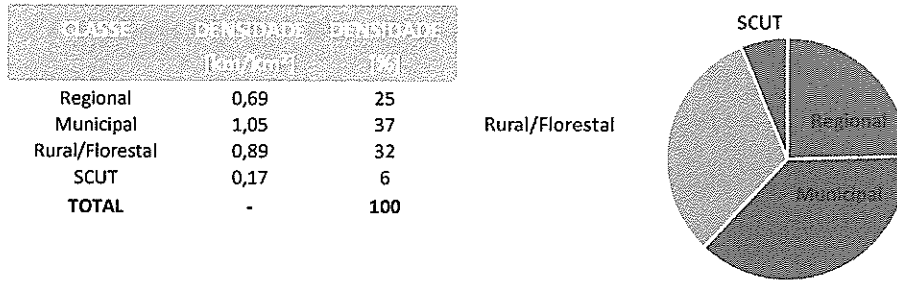 CLASSE DENSIDADE DENSIDADE
[km/km²] [%]
Regional 0,69 25
Municipal 1,05 37
Rural/Florestal 0,89 32
SCUT 0,17 6
TOTAL - 100
SCUT
Regional
Rural/Florestal
Municipal